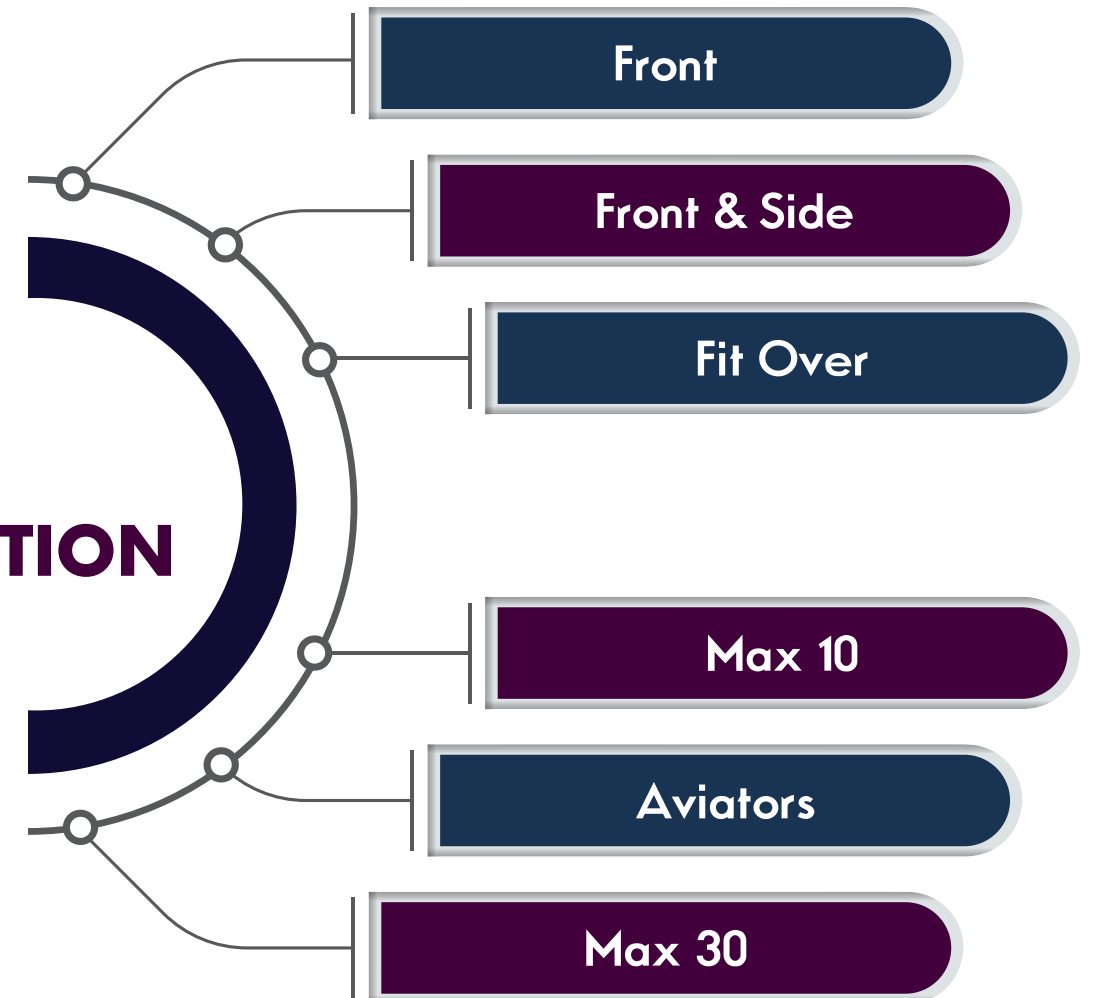 Front
Front & Side
Fit Over
TION
Max 10
Aviators
Max 30